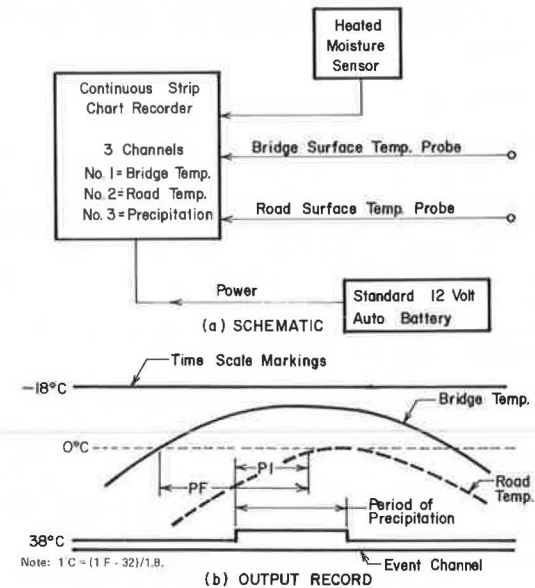 Heated
Moisture
Sensor
Continuous Strip
Chart Recorder
3 Channels
No. 1 = Bridge Temp.
No. 2 = Road Temp.
No. 3 = Precipitation
Bridge Surface Temp. Probe
Road Surface Temp. Probe
Power
Standard 12 Volt
Auto Battery
(a) SCHEMATIC
Time Scale Markings
-18°C
Bridge Temp.
0°C
PI
PF
Road
Temp.
Period of
Precipitation
38°C
Note: 1°C = (1°F - 32)/1.8.
Event Channel
(b) OUTPUT RECORD